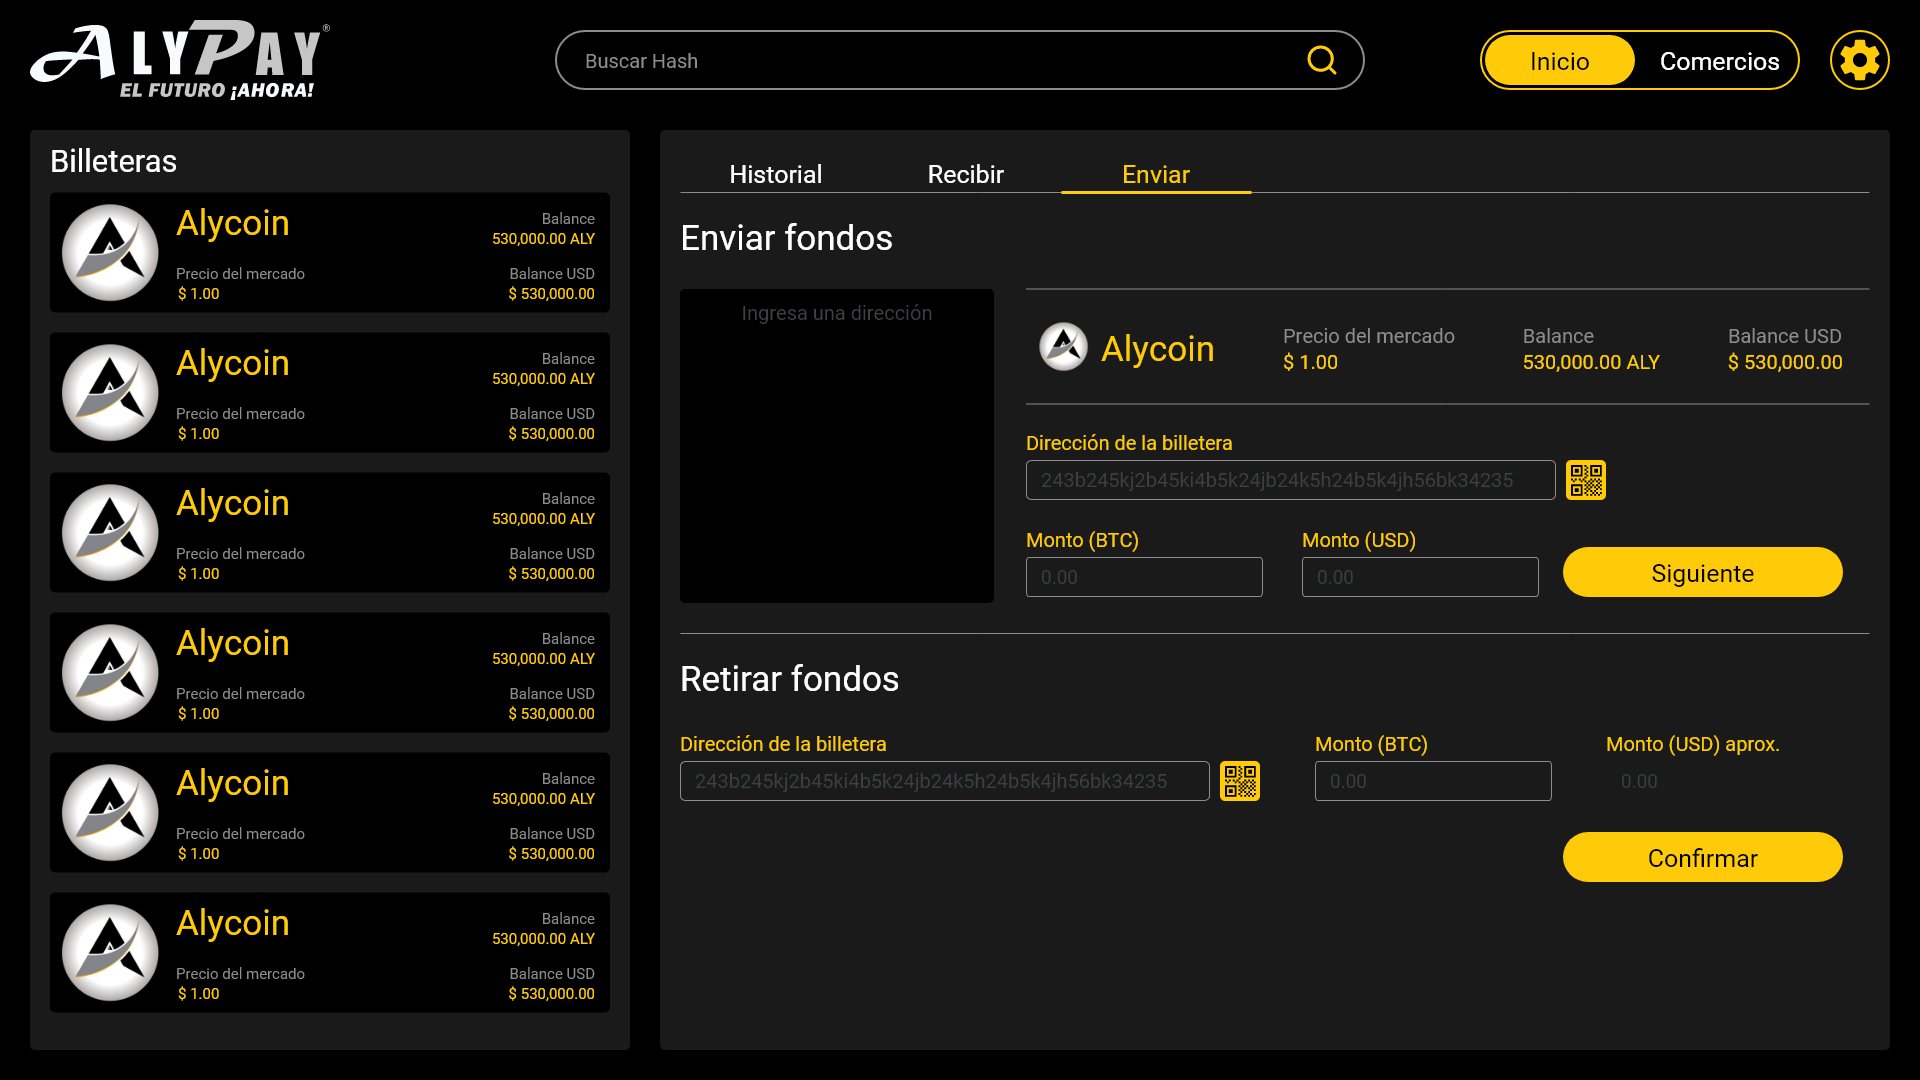 ALYPAY®
EL FUTURO ¡AHORA!
Buscar Hash
Inicio
Comercios
Billeteras
Alycoin
Balance
530,000.00 ALY
Precio del mercado
$ 1.00
Balance USD
$ 530,000.00
Alycoin
Balance
530,000.00 ALY
Precio del mercado
$ 1.00
Balance USD
$ 530,000.00
Alycoin
Balance
530,000.00 ALY
Precio del mercado
$ 1.00
Balance USD
$ 530,000.00
Alycoin
Balance
530,000.00 ALY
Precio del mercado
$ 1.00
Balance USD
$ 530,000.00
Alycoin
Balance
530,000.00 ALY
Precio del mercado
$ 1.00
Balance USD
$ 530,000.00
Alycoin
Balance
530,000.00 ALY
Precio del mercado
$ 1.00
Balance USD
$ 530,000.00
Historial
Recibir
Enviar
Enviar fondos
Ingresa una dirección
Alycoin
Precio del mercado
$ 1.00
Balance
530,000.00 ALY
Balance USD
$ 530,000.00
Dirección de la billetera
243b245kj2b45ki4b5k24jb24k5h24b5k4jh56bk34235
Monto (BTC)
0.00
Monto (USD)
0.00
Siguiente
Retirar fondos
Dirección de la billetera
243b245kj2b45ki4b5k24jb24k5h24b5k4jh56bk34235
Monto (BTC)
0.00
Monto (USD) aprox.
0.00
Confirmar